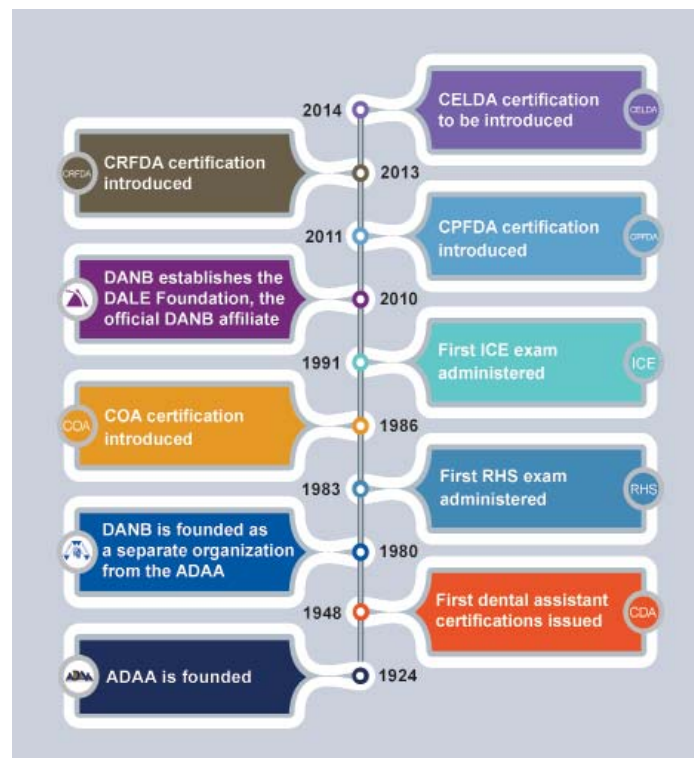 2014
CELDA certification
to be introduced
CELDA
CRFDA
CRFDA certification
introduced
2013
2011
CPFDA certification
introduced
CPFDA
DANB establishes the
DALE Foundation, the
official DANB affiliate
2010
1991
First ICE exam
administered
ICE
COA
COA certification
introduced
1986
1983
First RHS exam
administered
RHS
DANB is founded as
a separate organization
from the ADAA
1980
1948
First dental assistant
certifications issued
CDA
ADAA
ADAA is founded
1924